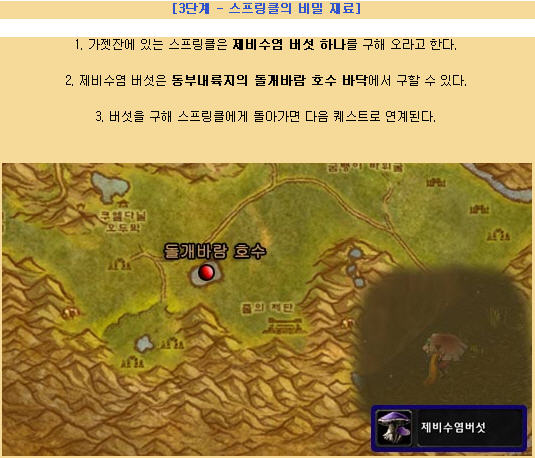 [3단계 - 스프링클의 비밀 재료]
1. 가젯잔에 있는 스프링클은 제비수염 버섯 하나를 구해 오라고 한다.
2. 제비수염 버섯은 동부내륙지의 돌개바람 호수 바닥에서 구할 수 있다.
3. 버섯을 구해 스프링클에게 돌아가면 다음 퀘스트로 연계된다.
쿠엘다닐
오두막
돌개바람 호수
줄의 제단
제비수염버섯